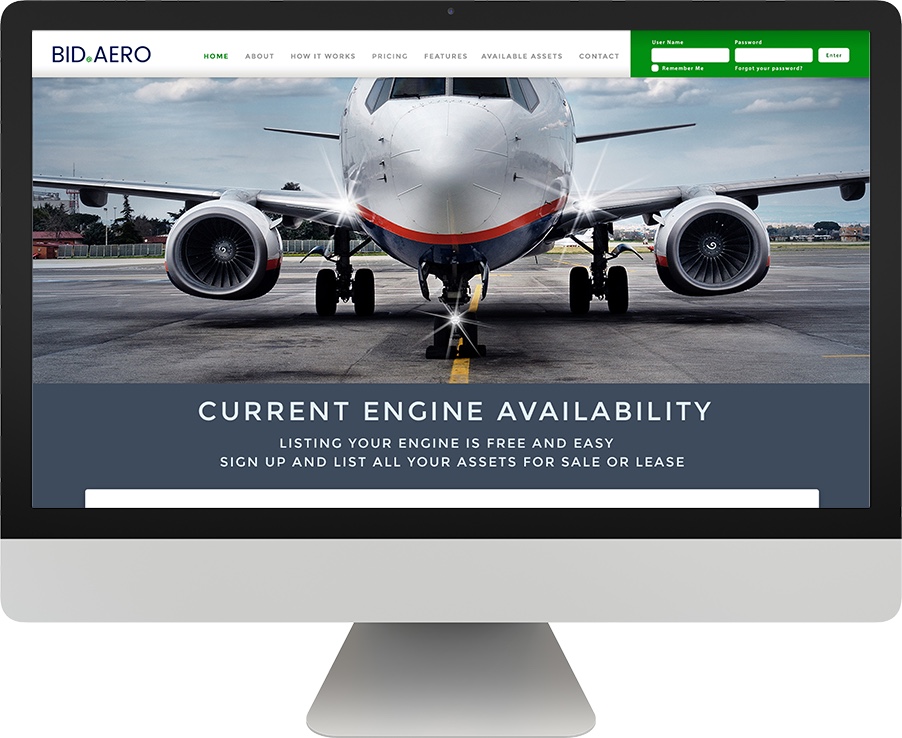 BID.AERO
HOME ABOUT HOW IT WORKS PRICING FEATURES AVAILABLE ASSETS CONTACT
User Name Password
Enter
Remember Me Forgot your password?
CURRENT ENGINE AVAILABILITY
LISTING YOUR ENGINE IS FREE AND EASY
SIGN UP AND LIST ALL YOUR ASSETS FOR SALE OR LEASE